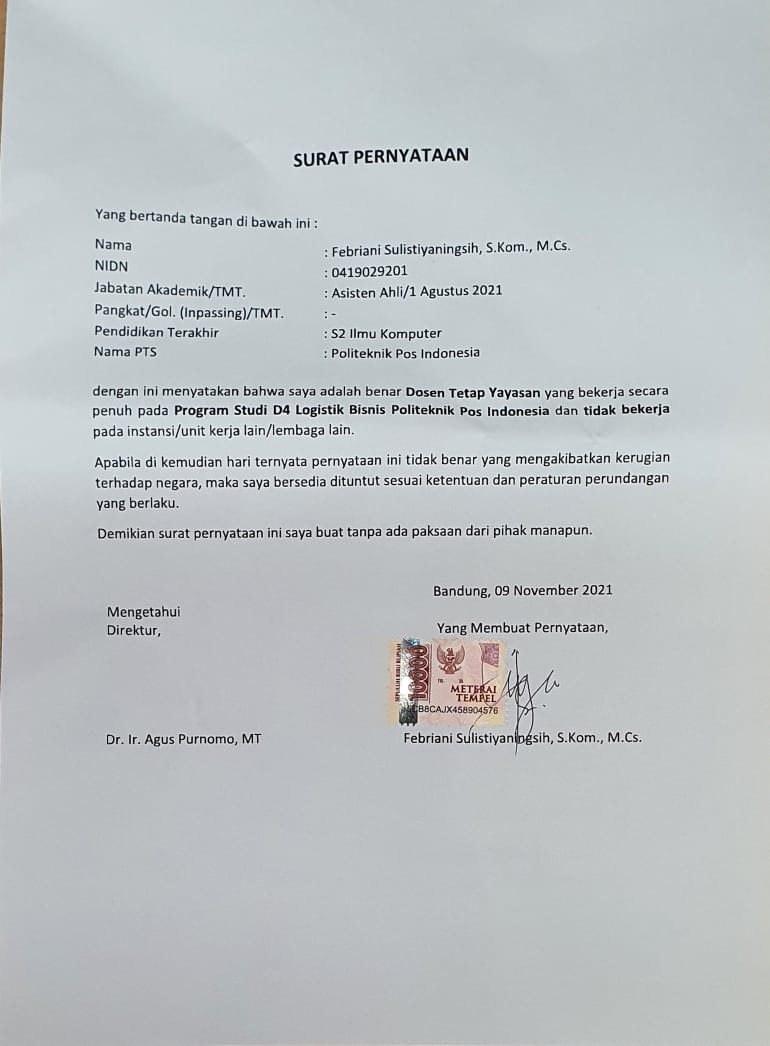 SURAT PERNYATAAN
Yang bertanda tangan di bawah ini :
Nama : Febriani Sulistiyaningsih, S.Kom., M.Cs.
NIDN : 0419029201
Jabatan Akademik/TMT. : Asisten Ahli/1 Agustus 2021
Pangkat/Gol. (Inpassing)/TMT. : -
Pendidikan Terakhir : S2 Ilmu Komputer
Nama PTS : Politeknik Pos Indonesia
dengan ini menyatakan bahwa saya adalah benar Dosen Tetap Yayasan yang bekerja secara
penuh pada Program Studi D4 Logistik Bisnis Politeknik Pos Indonesia dan tidak bekerja
pada instansi/unit kerja lain/lembaga lain.
Apabila di kemudian hari ternyata pernyataan ini tidak benar yang mengakibatkan kerugian
terhadap negara, maka saya bersedia dituntut sesuai ketentuan dan peraturan perundangan
yang berlaku.
Demikian surat pernyataan ini saya buat tanpa ada paksaan dari pihak manapun.
Bandung, 09 November 2021
Mengetahui
Direktur,
Yang Membuat Pernyataan,
SEPULUH RIBU RUPIAH
10000
METERAI
TEMPEL
CB8CAJX458904576
Dr. Ir. Agus Purnomo, MT
Febriani Sulistiyaningsih, S.Kom., M.Cs.